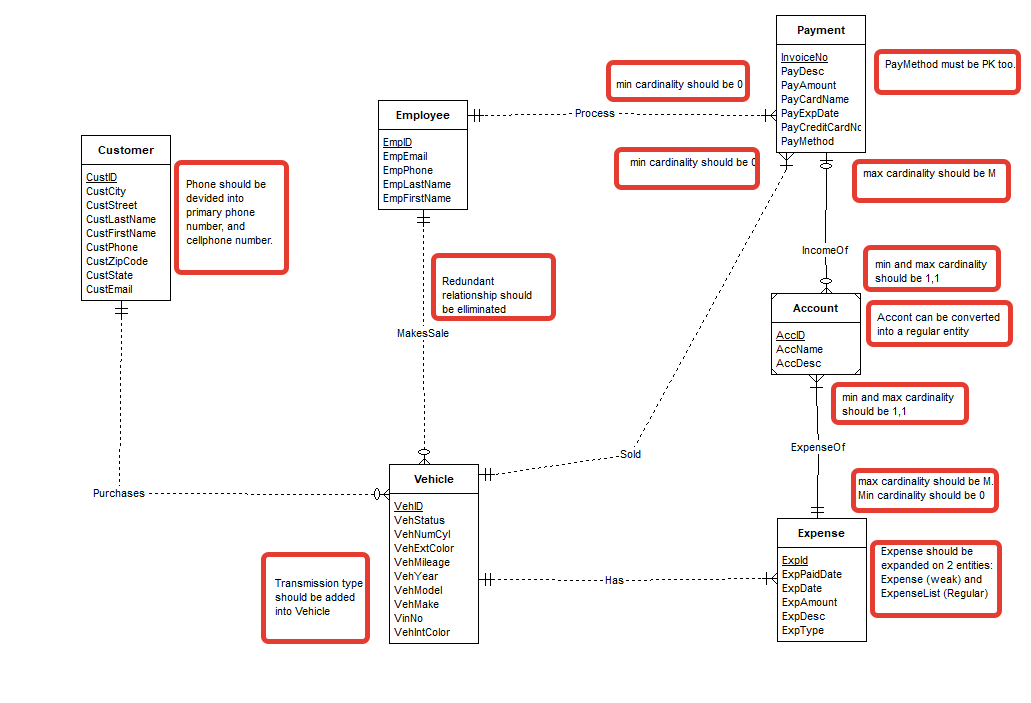 Payment
InvoiceNo
PayDesc
PayAmount
PayCardName
PayExpDate
PayCreditCardNc
PayMethod
PayMethod must be PK too.
min cardinality should be 0
Process
min cardinality should be 0
max cardinality should be M
Employee
EmpID
EmpEmail
EmpPhone
EmpLastName
EmpFirstName
Customer
CustID
CustCity
CustStreet
CustLastName
CustFirstName
CustPhone
CustZipCode
CustState
CustEmail
Phone should be
devided into
primary phone
number, and
cellphone number.
IncomeOf
min and max cardinality
should be 1,1
Redundant
relationship should
be elliminated
MakesSale
Account
AccID
AccName
AccDesc
Accont can be converted
into a regular entity
min and max cardinality
should be 1,1
ExpenseOf
Sold
Purchases
max cardinality should be M.
Min cardinality should be 0
Vehicle
VehID
VehStatus
VehNumCyl
VehExtColor
VehMileage
VehYear
VehModel
VehMake
VinNo
VehIntColor
Transmission type
should be added
into Vehicle
Has
Expense
ExpId
ExpPaidDate
ExpDate
ExpAmount
ExpDesc
ExpType
Expense should be
expanded on 2 entities:
Expense (weak) and
ExpenseList (Regular)